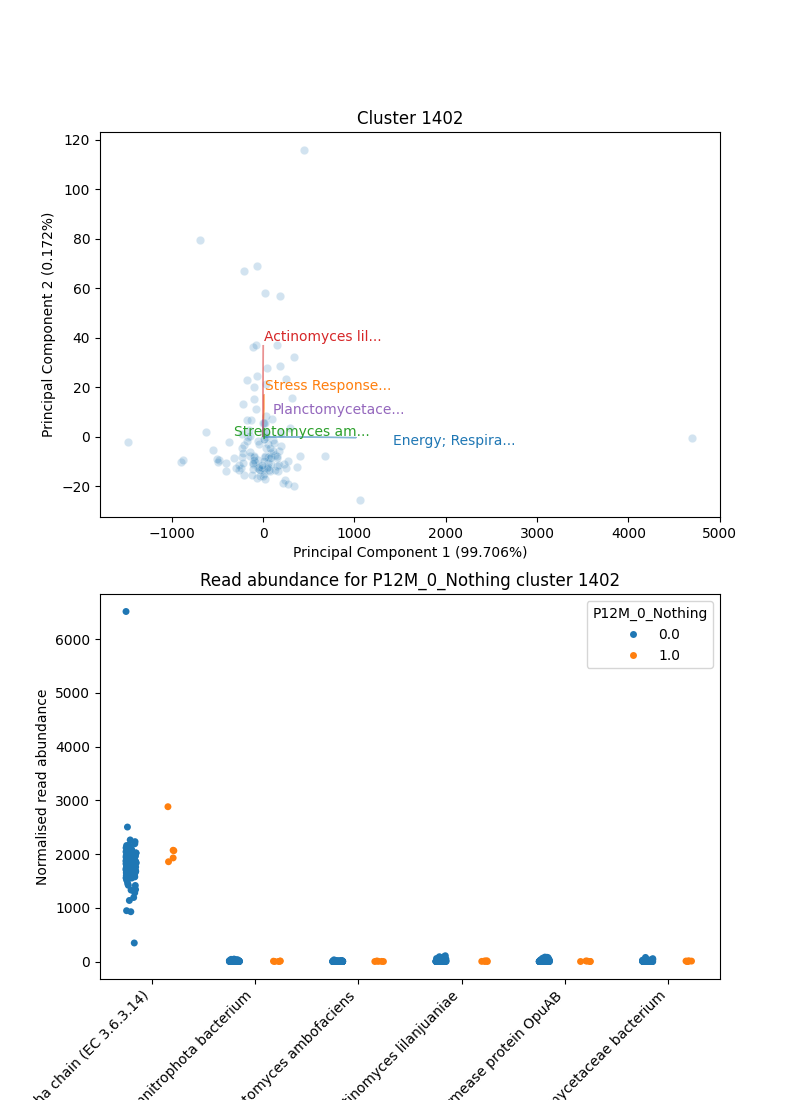 Cluster 1402
120
100
80
60
40
20
0
−20
Principal Component 2 (0.172%)
Actinomyces lil...
Stress Response...
Planctomycetace...
Streptomyces am...
Energy; Respira...
−1000 0 1000 2000 3000 4000 5000
Principal Component 1 (99.706%)
Read abundance for P12M_0_Nothing cluster 1402
P12M_0_Nothing
0.0
1.0
6000
5000
4000
3000
2000
1000
0
Normalised read abundance
ha chain (EC 3.6.3.14)
onitrophota bacterium
tomyces ambofaciens
tinomyces lilanjuaniae
mease protein OpuAB
mycetaceae bacterium